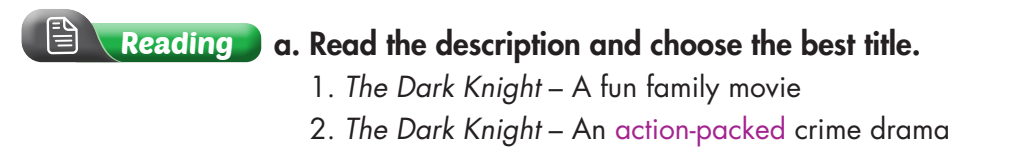 Reading a. Read the description and choose the best title.
1. The Dark Knight – A fun family movie
2. The Dark Knight – An action-packed crime drama